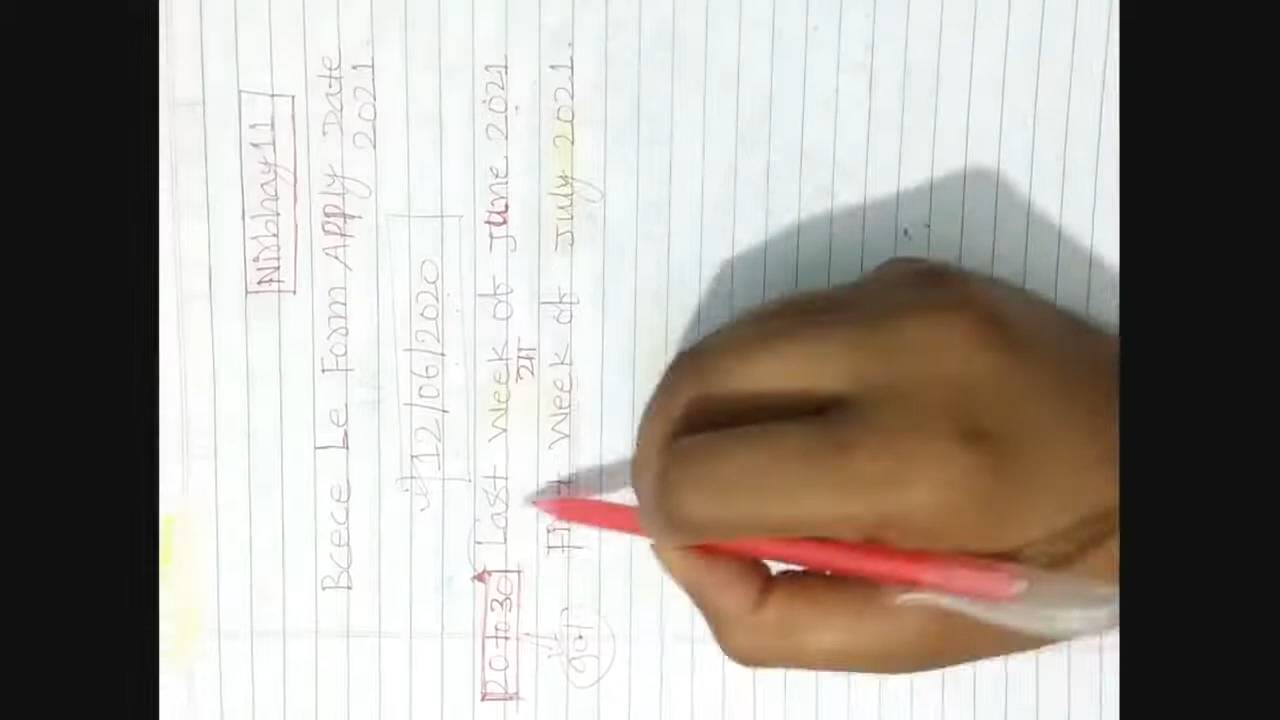 Nirbhay11
Bcece Le Form Apply Date
2021.
12/06/2020
20 to 30 Last week of June 2021
या
First week of July 2021.